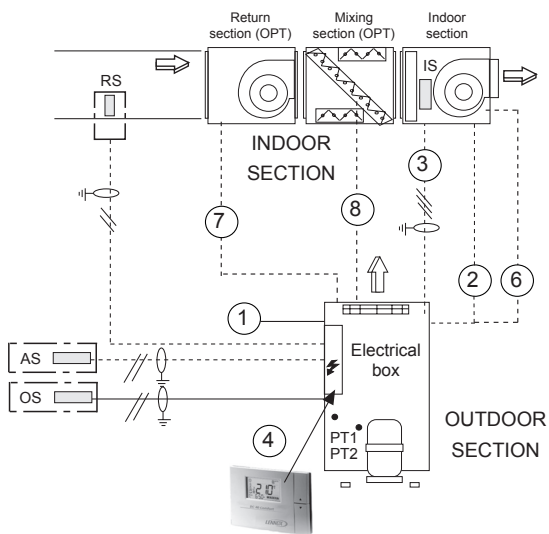 Return
section (OPT)
Mixing
section (OPT)
Indoor
section
RS
IS
INDOOR
SECTION
3
7
8
2
6
1
AS
Electrical
box
OS
4
PT1
PT2
OUTDOOR
SECTION
LENNOX